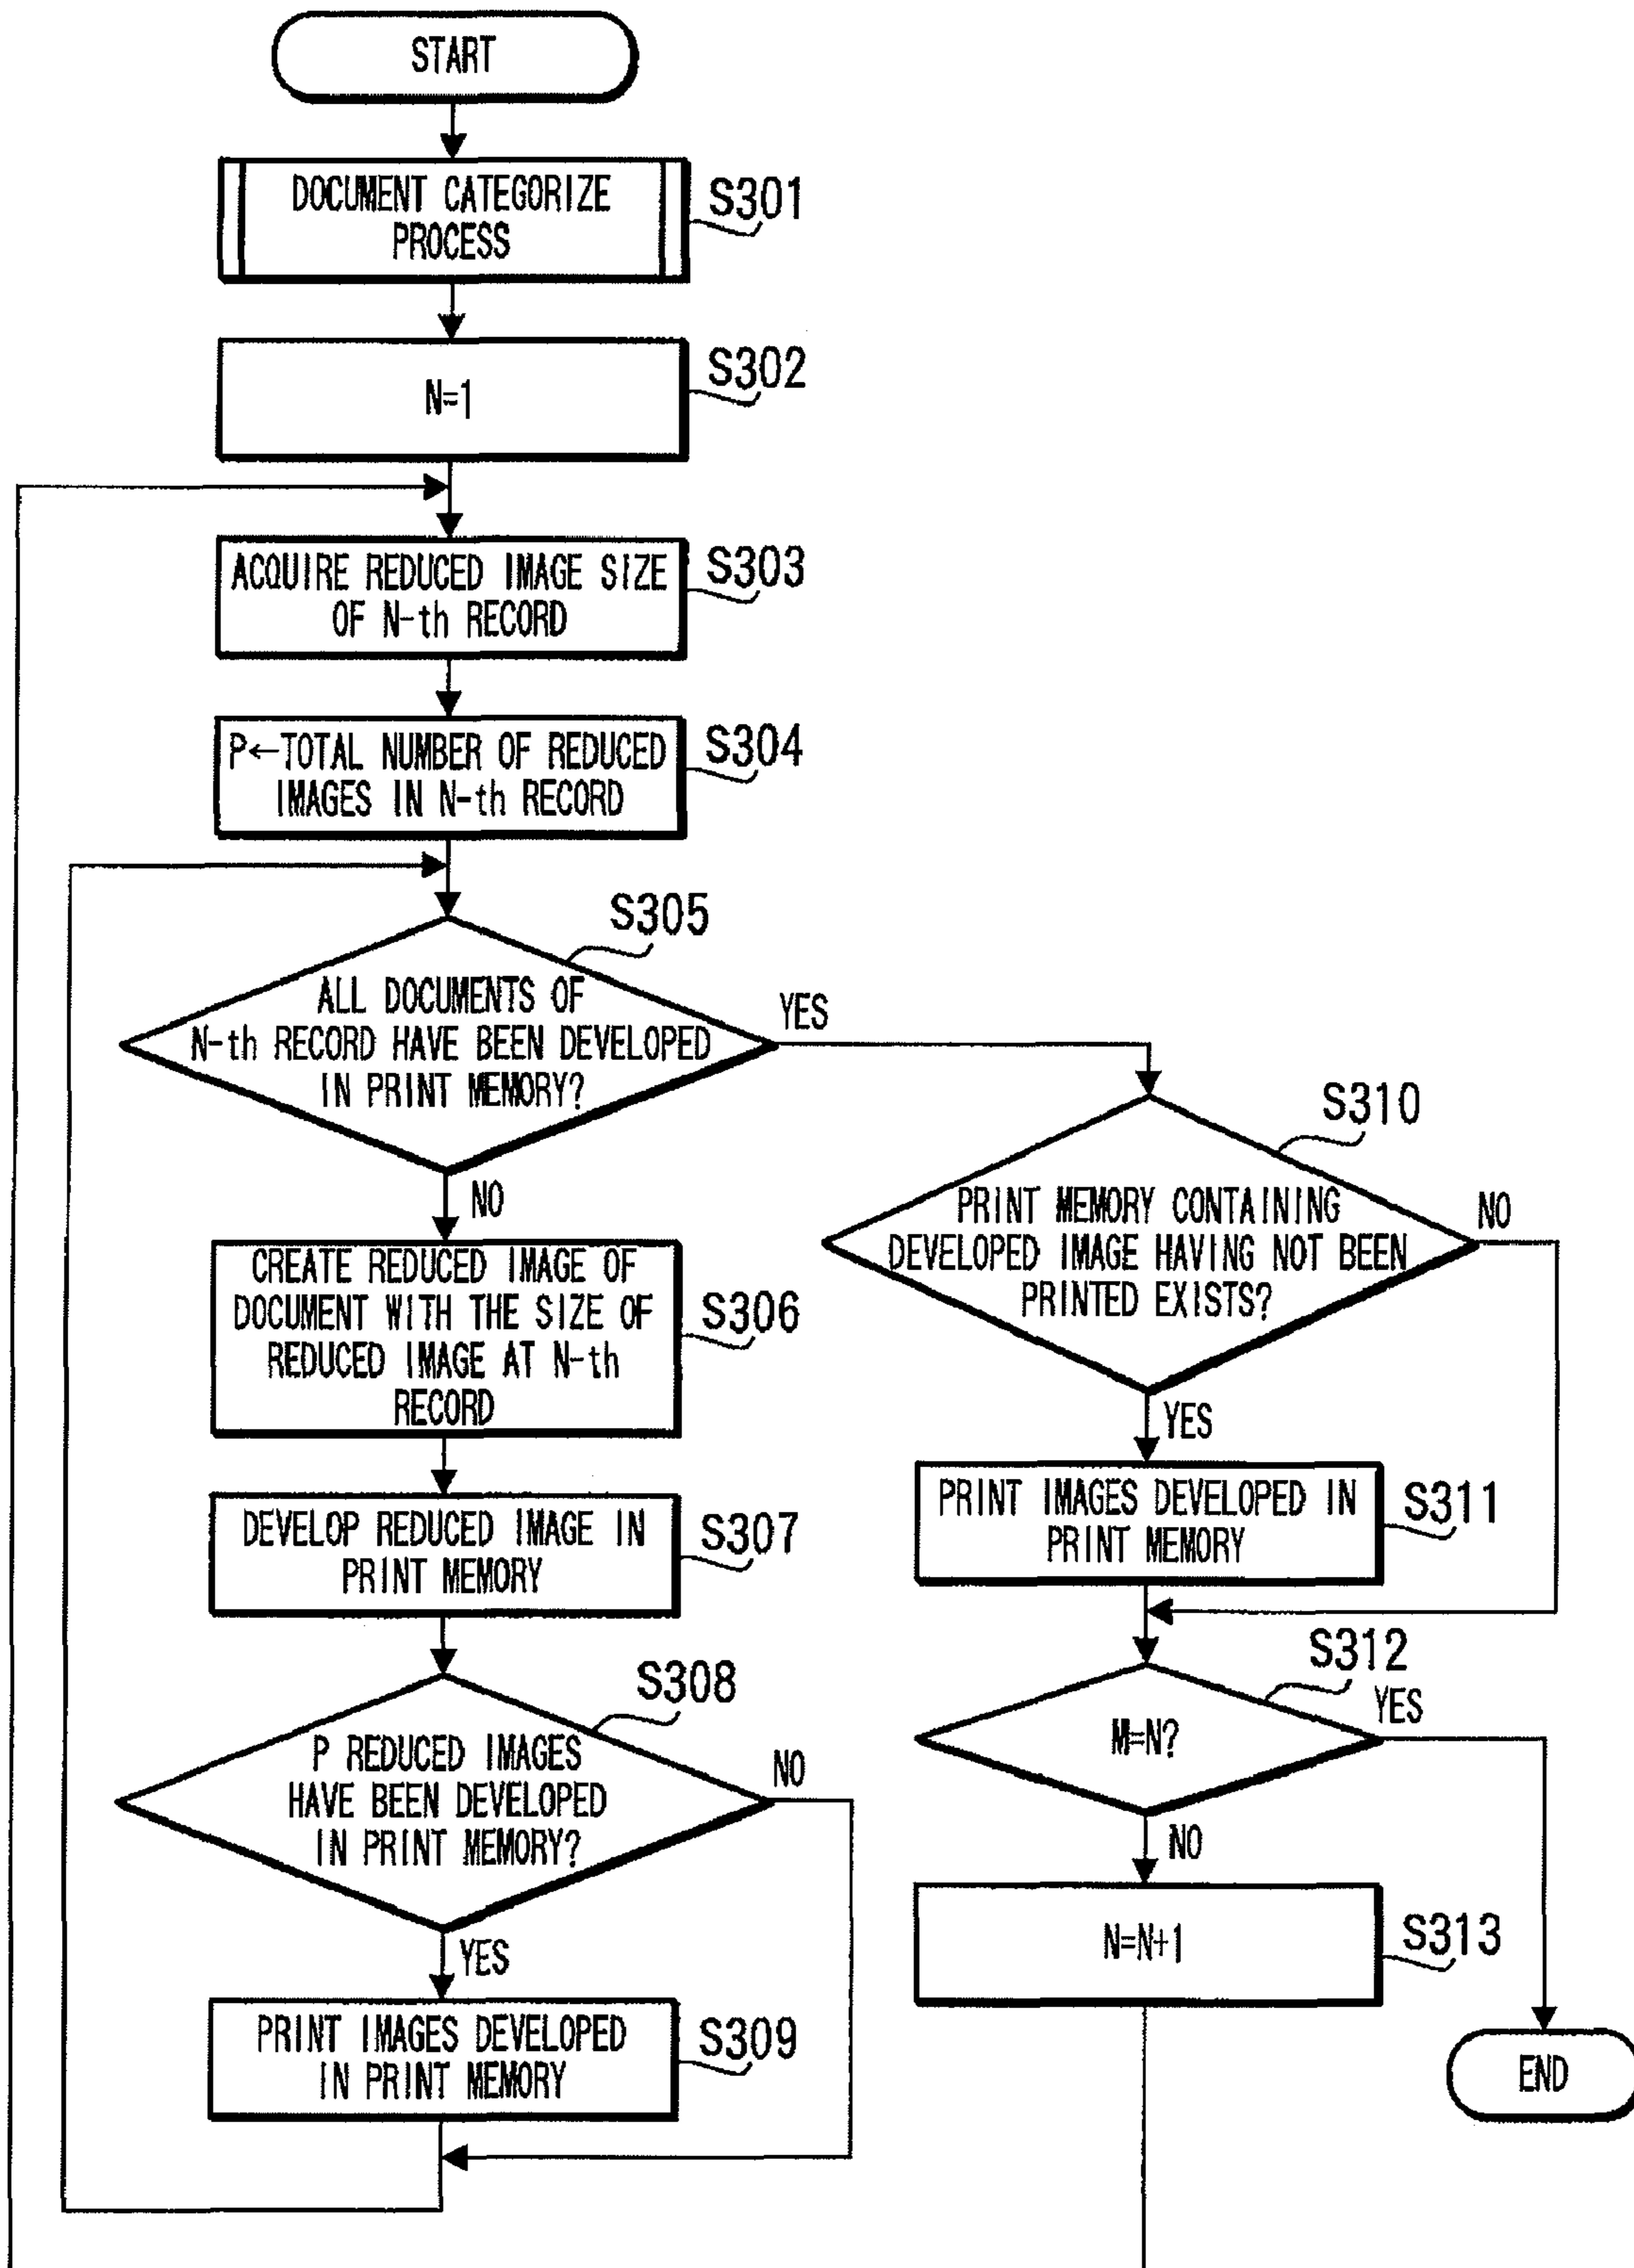 START
DOCUMENT CATEGORIZE
PROCESS
S301
N=1
S302
ACQUIRE REDUCED IMAGE SIZE
OF N-th RECORD
S303
P←TOTAL NUMBER OF REDUCED
IMAGES IN N-th RECORD
S304
S305
ALL DOCUMENTS OF
N-th RECORD HAVE BEEN DEVELOPED
IN PRINT MEMORY?
YES
NO
CREATE REDUCED IMAGE OF
DOCUMENT WITH THE SIZE OF
REDUCED IMAGE AT N-th
RECORD
S306
DEVELOP REDUCED IMAGE IN
PRINT MEMORY
S307
S308
P REDUCED IMAGES
HAVE BEEN DEVELOPED
IN PRINT MEMORY?
NO
YES
PRINT IMAGES DEVELOPED
IN PRINT MEMORY
S309
S310
PRINT MEMORY CONTAINING
DEVELOPED IMAGE HAVING NOT BEEN
PRINTED EXISTS?
NO
YES
PRINT IMAGES DEVELOPED IN
PRINT MEMORY
S311
S312
M=N?
YES
NO
N=N+1
S313
END